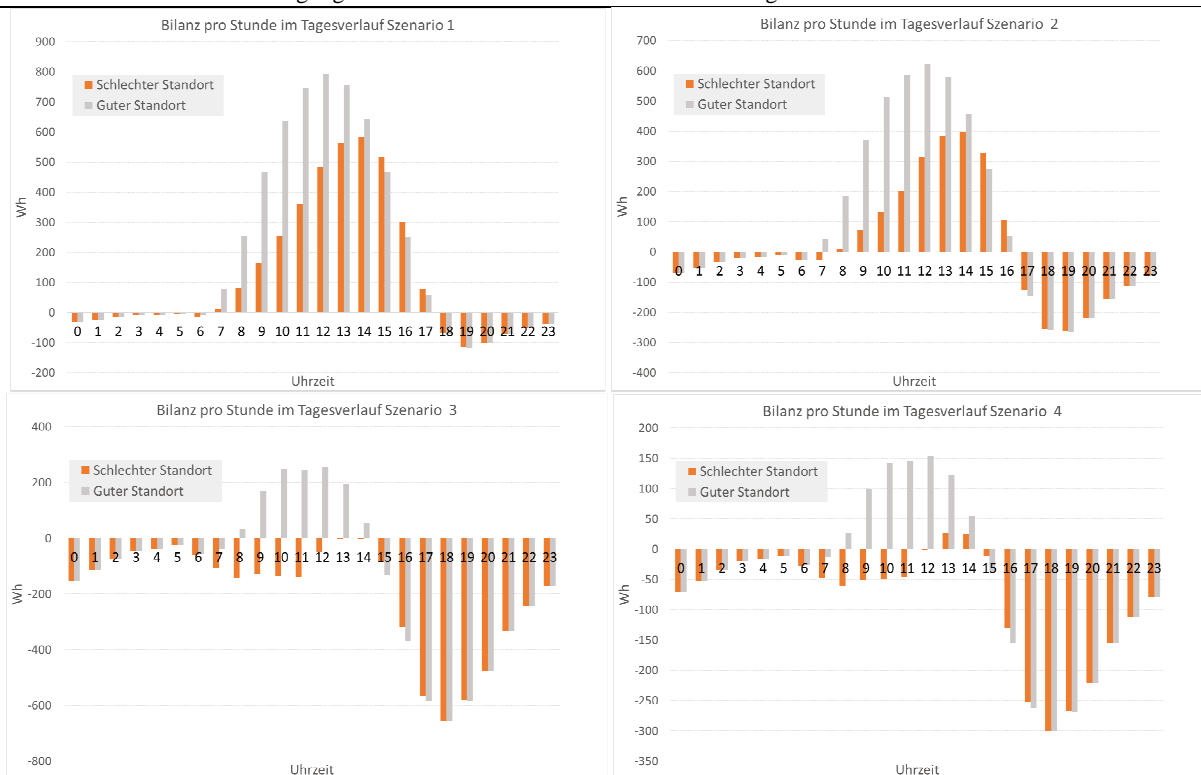 Bilanz pro Stunde im Tagesverlauf Szenario 1
900
800
700
600
500
400
300
200
100
0
-100
-200
Wh
Schlechter Standort
Guter Standort
0 1 2 3 4 5 6 7 8 9 10 11 12 13 14 15 16 17 18 19 20 21 22 23
Uhrzeit
Bilanz pro Stunde im Tagesverlauf Szenario 2
700
600
500
400
300
200
100
0
-100
-200
-300
-400
Wh
Schlechter Standort
Guter Standort
0 1 2 3 4 5 6 7 8 9 10 11 12 13 14 15 16 17 18 19 20 21 22 23
Uhrzeit
Bilanz pro Stunde im Tagesverlauf Szenario 3
400
200
0
-200
-400
-600
-800
Wh
Schlechter Standort
Guter Standort
0 1 2 3 4 5 6 7 8 9 10 11 12 13 14 15 16 17 18 19 20 21 22 23
Uhrzeit
Bilanz pro Stunde im Tagesverlauf Szenario 4
200
150
100
50
0
-50
-100
-150
-200
-250
-300
-350
Wh
Schlechter Standort
Guter Standort
0 1 2 3 4 5 6 7 8 9 10 11 12 13 14 15 16 17 18 19 20 21 22 23
Uhrzeit